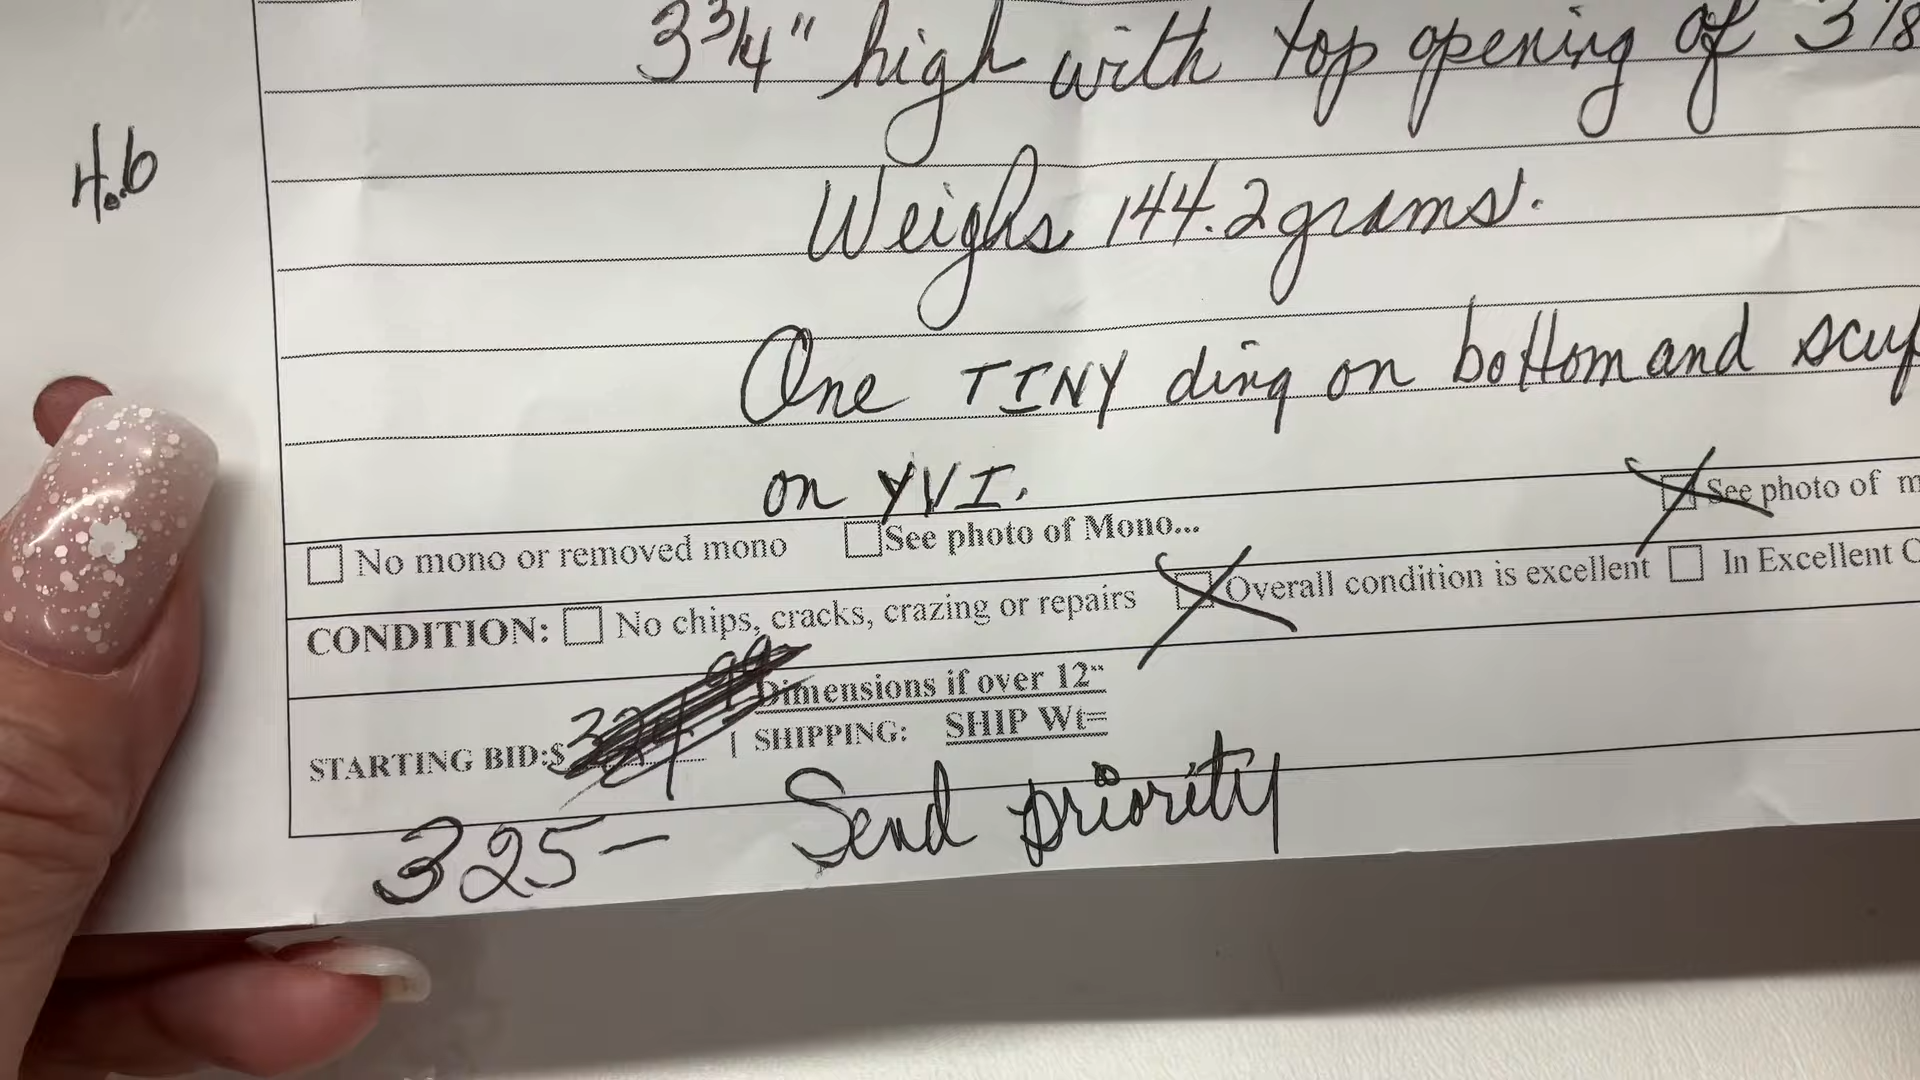 3 3/4" high with top opening of 3 1/8
4.6
Weighs 144.2 grams.
One TINY ding on bottom and scuf
on YVI.
☐ No mono or removed mono ☐ See photo of Mono... ☒ See photo of m
CONDITION: ☐ No chips, cracks, crazing or repairs ☒ Overall condition is excellent ☐ In Excellent C
Dimensions if over 12"
STARTING BID:$ | SHIPPING: SHIP Wt=
325- Send priority